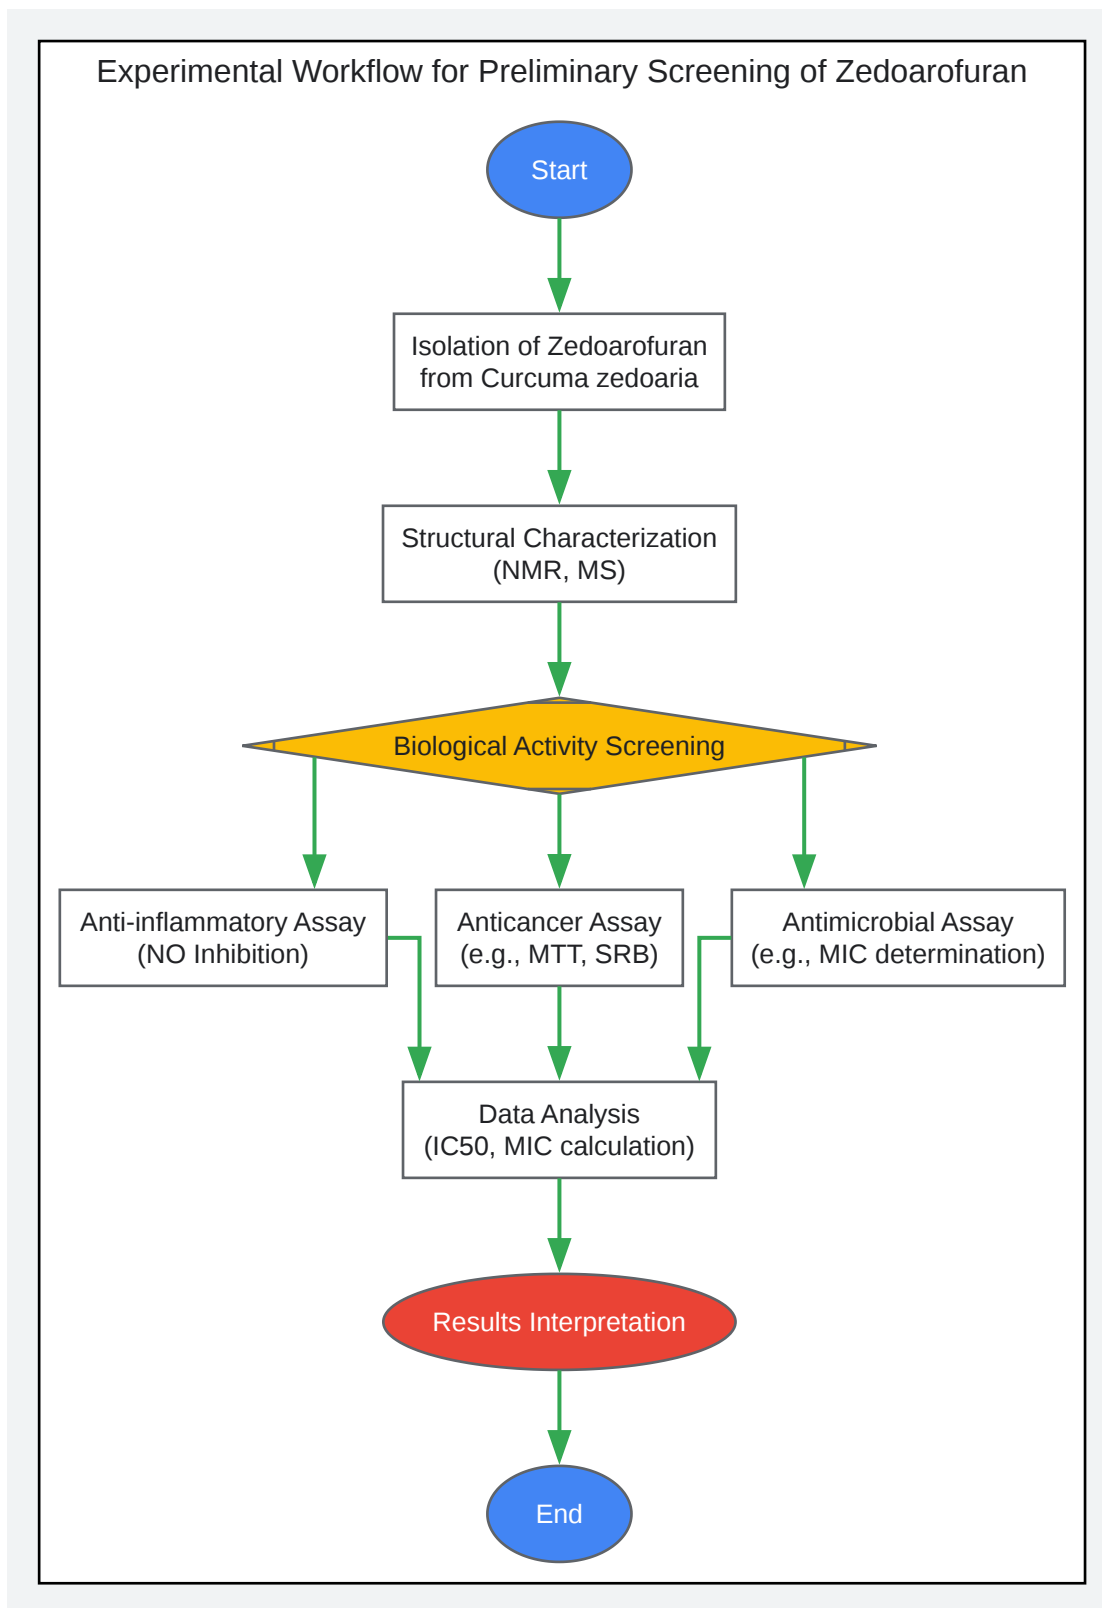 Experimental Workflow for Preliminary Screening of Zedoarofuran
Start
Isolation of Zedoarofuran
from Curcuma zedoaria
Structural Characterization
(NMR, MS)
Biological Activity Screening
Anti-inflammatory Assay
(NO Inhibition)
Anticancer Assay
(e.g., MTT, SRB)
Antimicrobial Assay
(e.g., MIC determination)
Data Analysis
(IC50, MIC calculation)
Results Interpretation
End